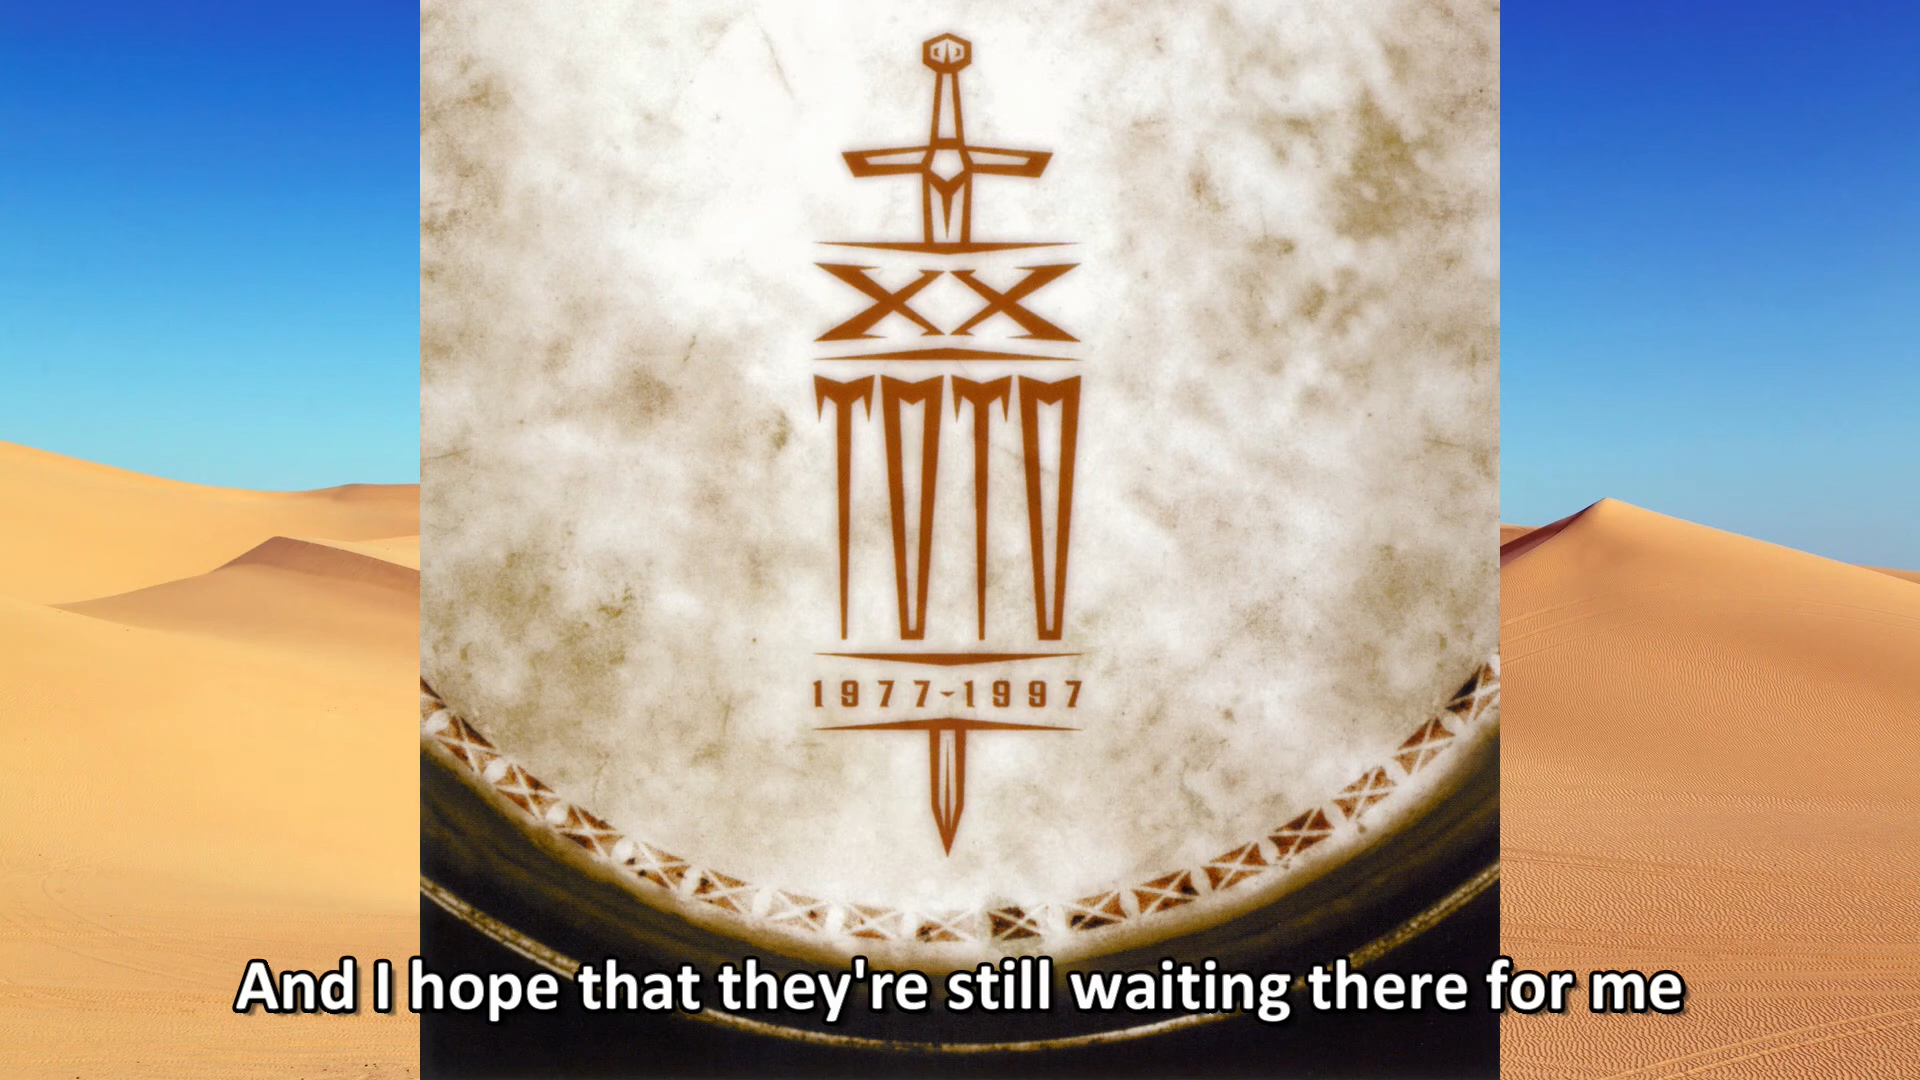 XX
TOTO
1977-1997
And I hope that they're still waiting there for me